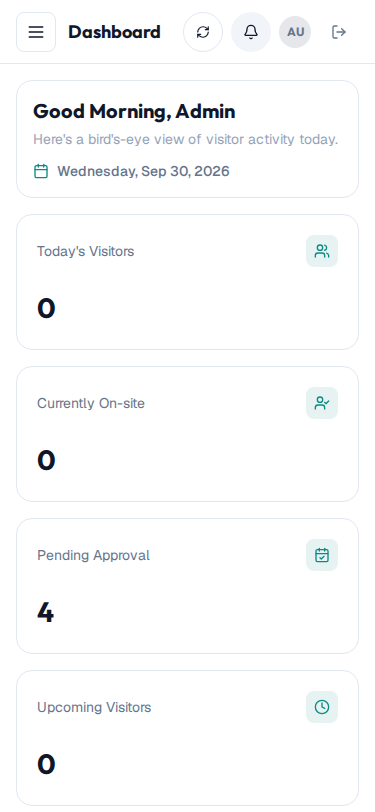 Dashboard
AU
Good Morning, Admin
Here's a bird's-eye view of visitor activity today.
Wednesday, Sep 30, 2026
Today's Visitors
0
Currently On-site
0
Pending Approval
4
Upcoming Visitors
0